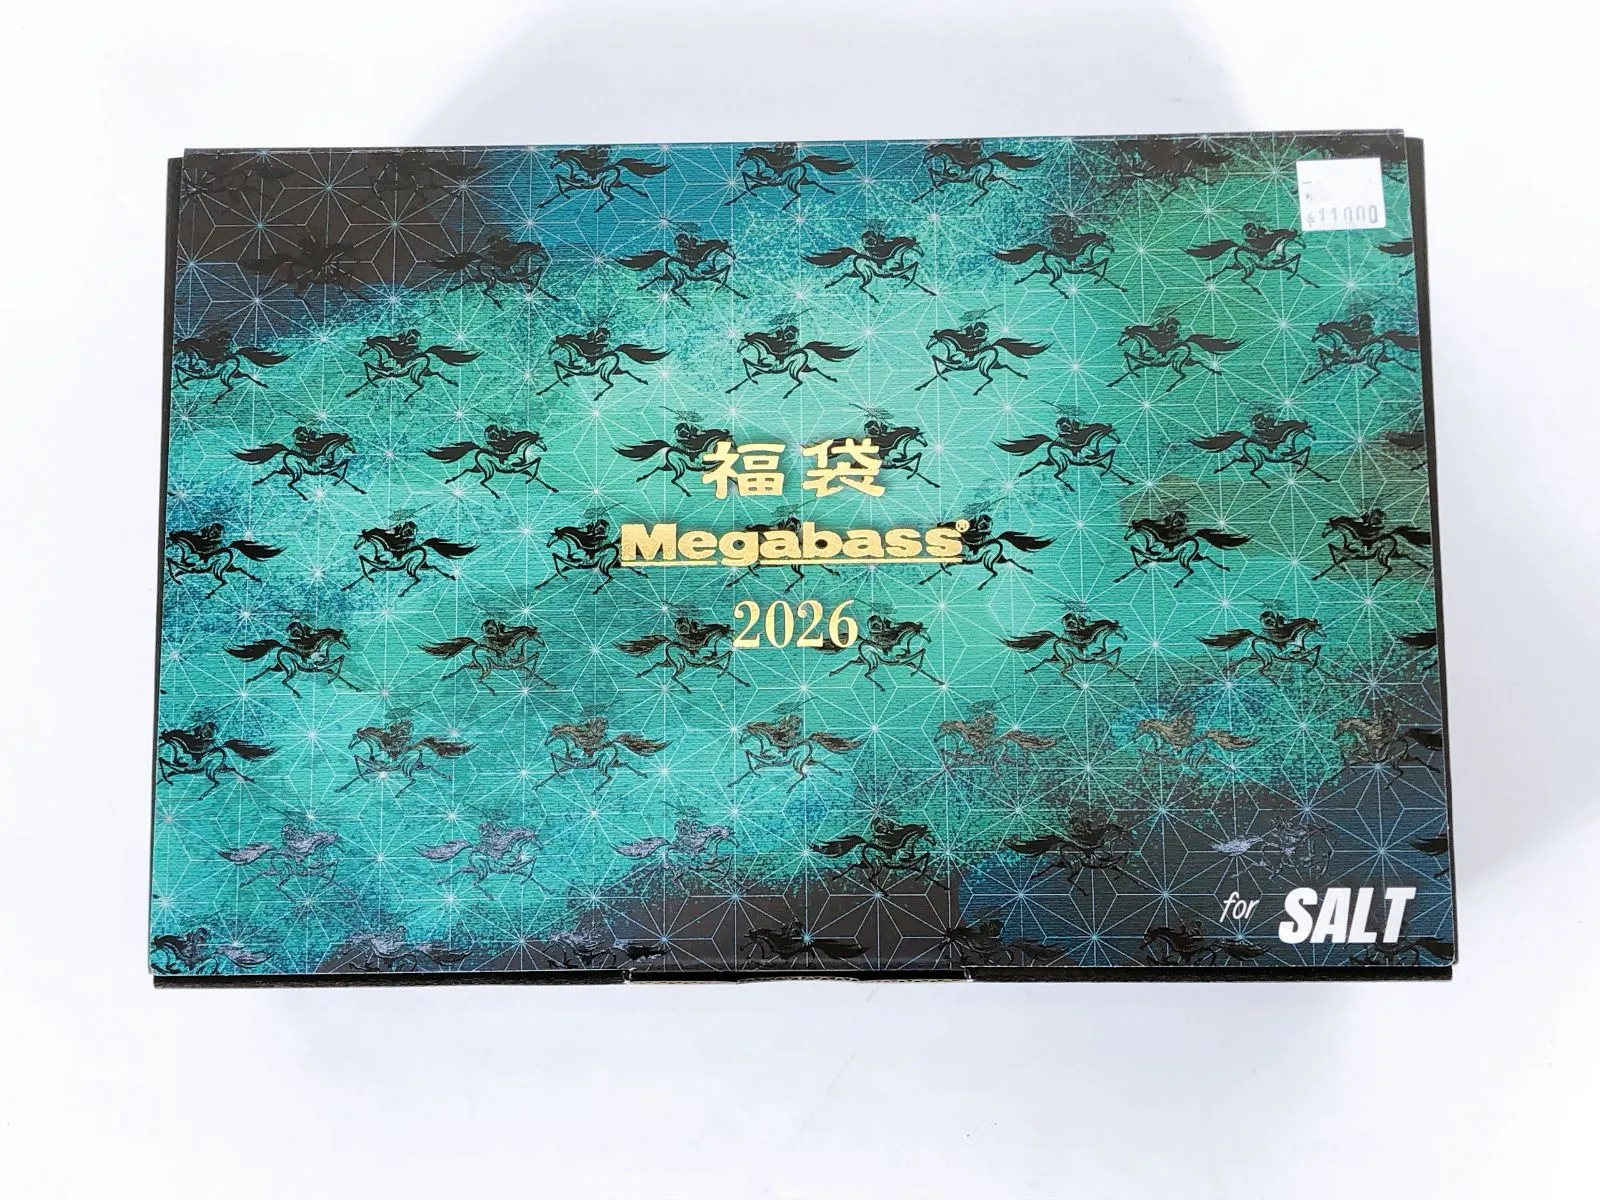 ¥11000
福袋
Megabass®
2026
for SALT